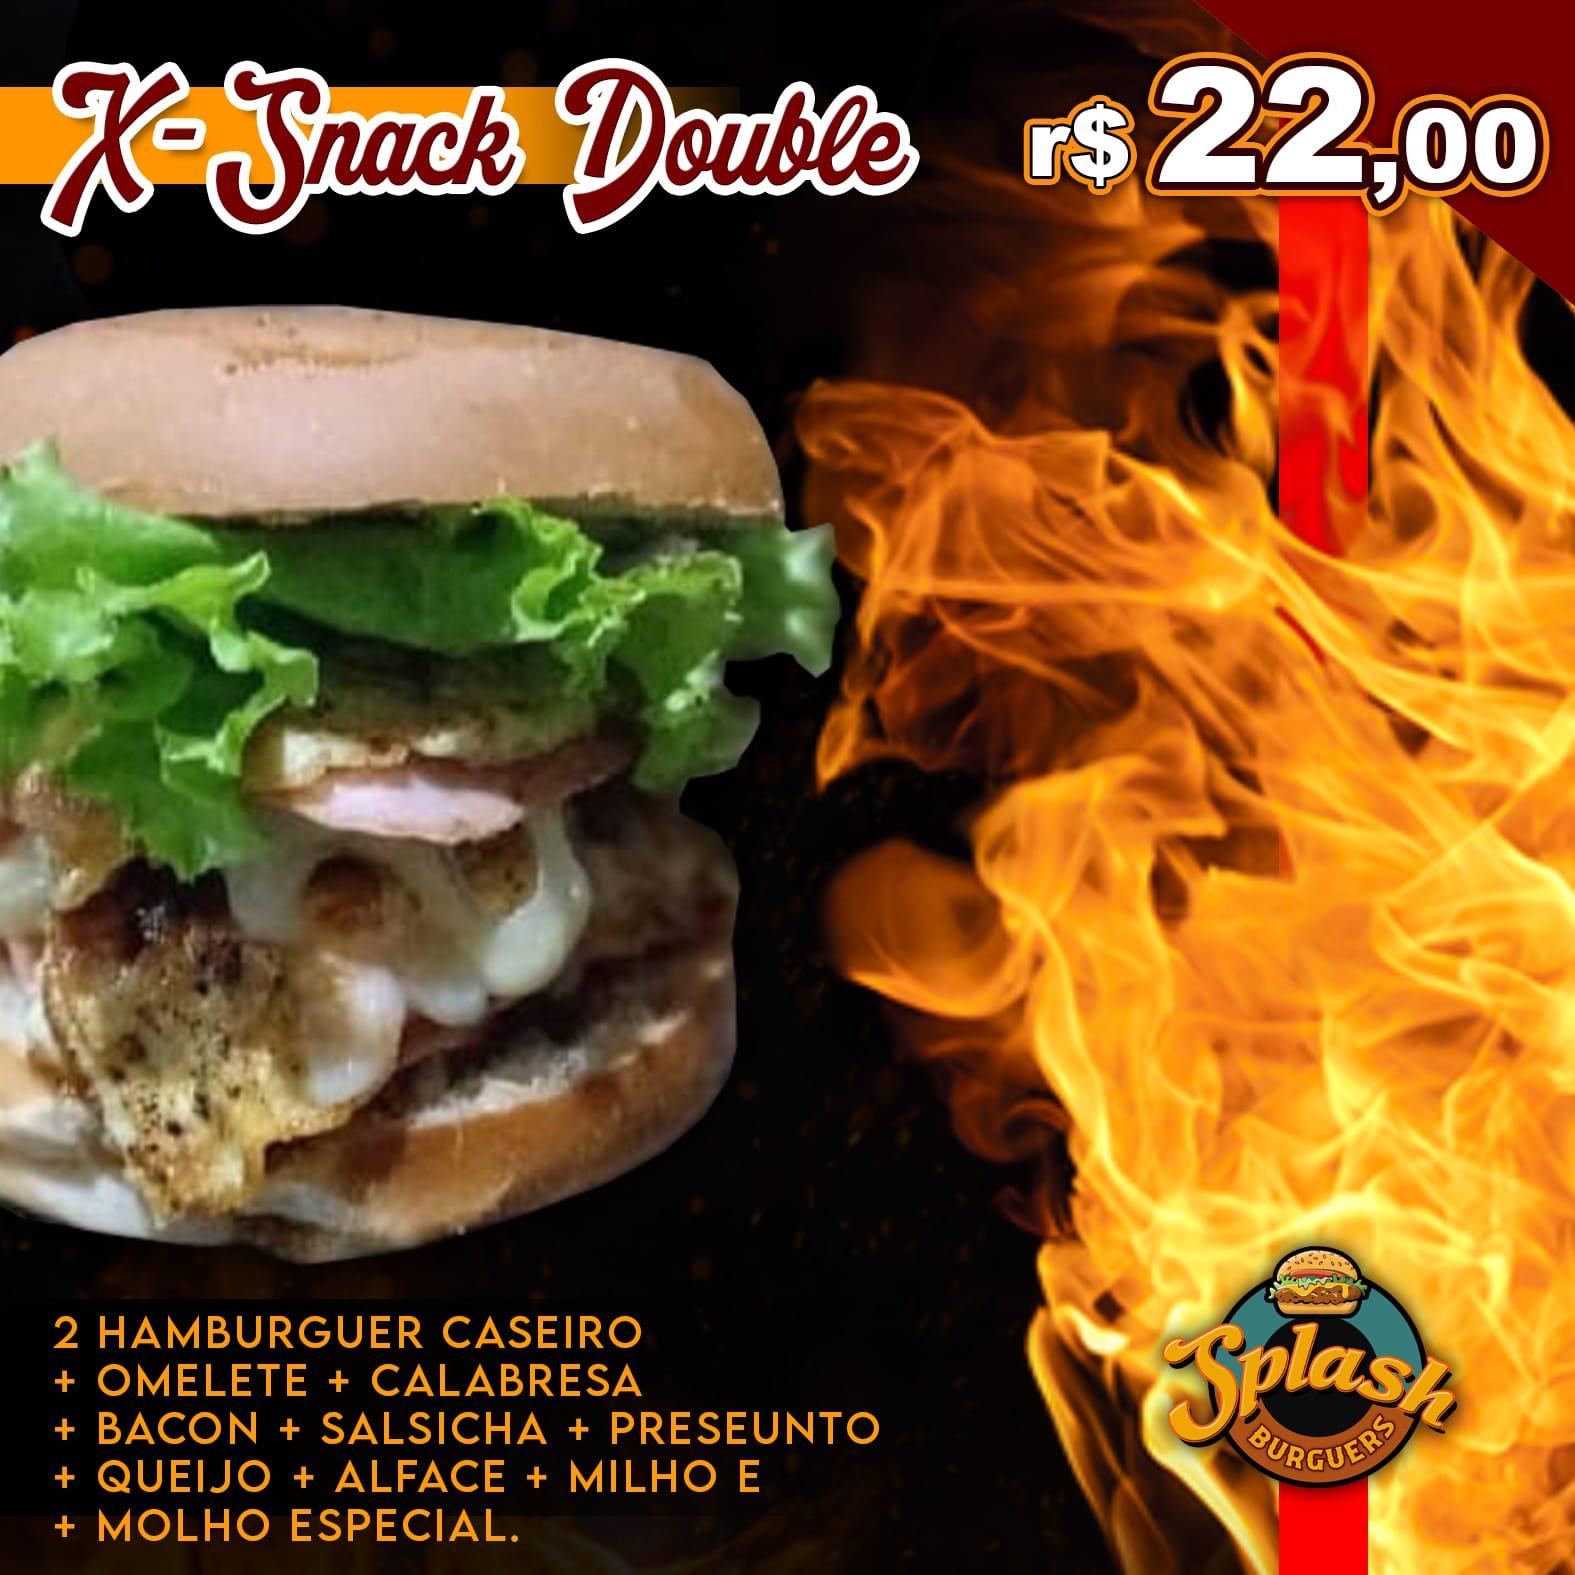 X-Snack Double
r$ 22,00
2 HAMBURGUER CASEIRO
+ OMELETE + CALABRESA
+ BACON + SALSICHA + PRESEUNTO
+ QUEIJO + ALFACE + MILHO E
+ MOLHO ESPECIAL.
Splash
BURGUERS